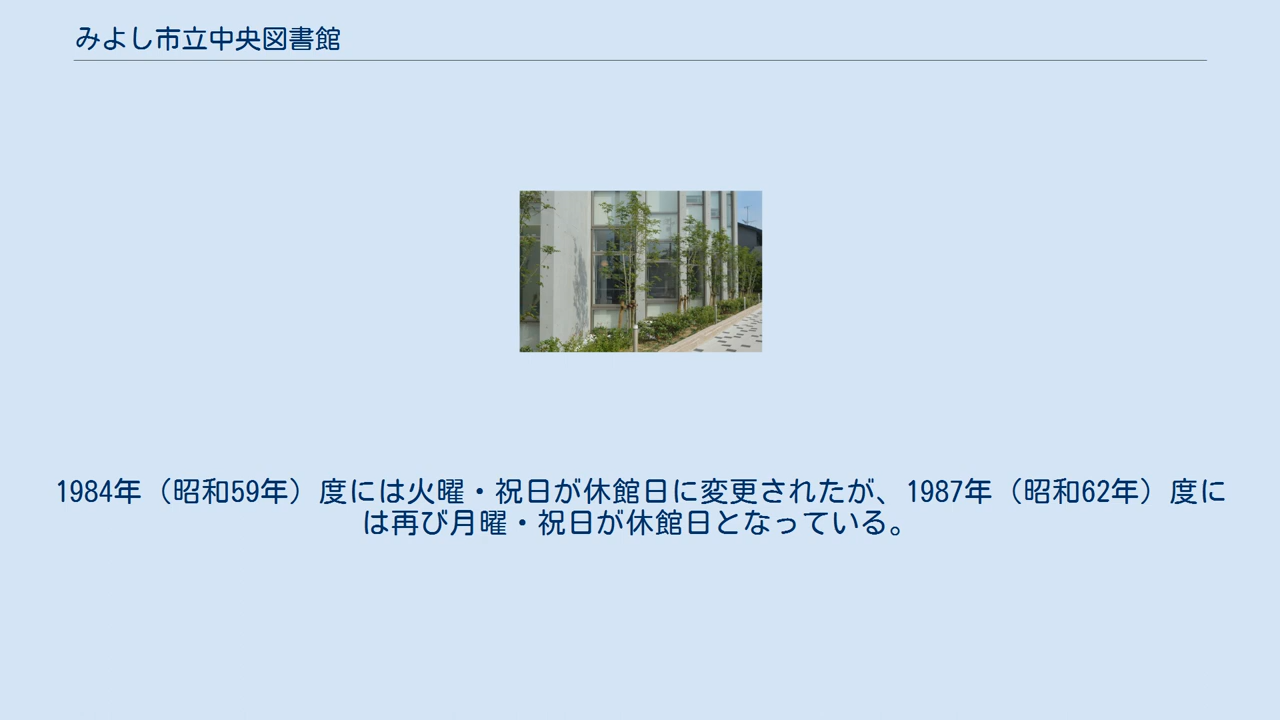 みよし市立中央図書館
1984年（昭和59年）度には火曜・祝日が休館日に変更されたが、1987年（昭和62年）度に
は再び月曜・祝日が休館日となっている。